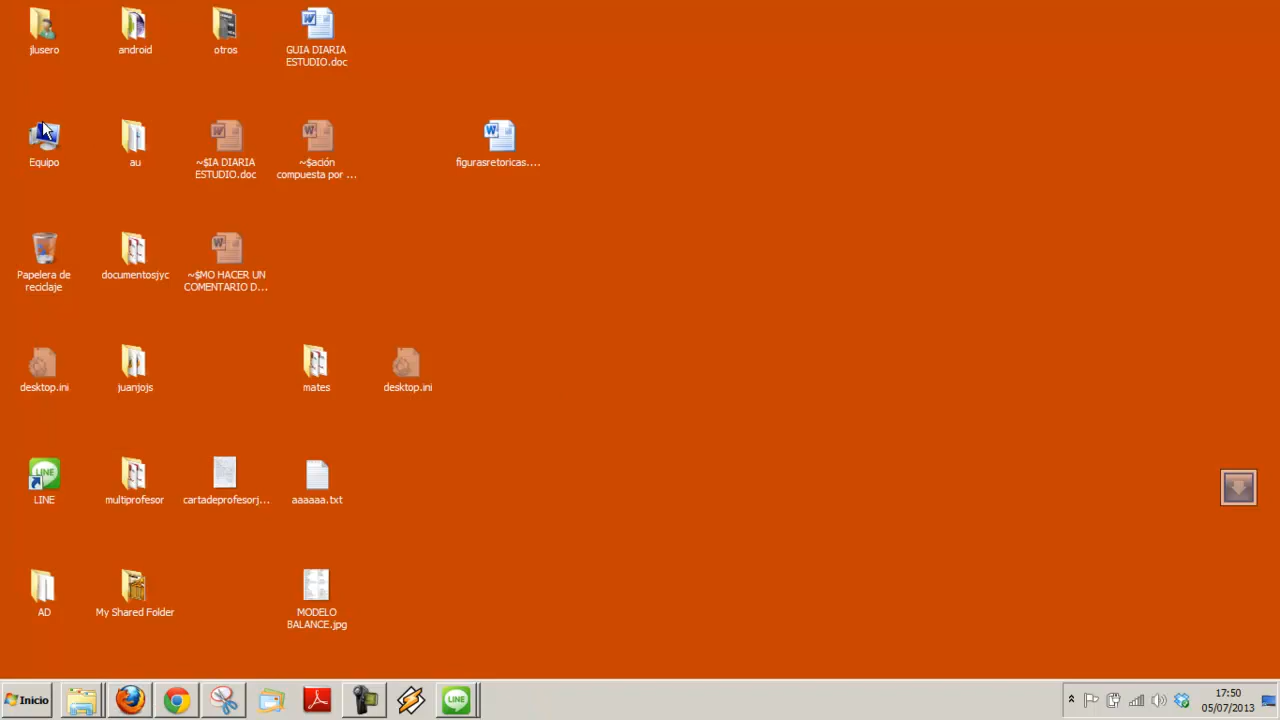 jlusero
android
otros
GUIA DIARIA
ESTUDIO.doc
Equipo
au
~$IA DIARIA
ESTUDIO.doc
~$ación
compuesta por ...
figurasretoricas....
Papelera de
reciclaje
documentosjyc
~$MO HACER UN
COMENTARIO D...
desktop.ini
juanjojs
mates
desktop.ini
LINE
LINE
multiprofesor
cartadeprofesorj...
aaaaaa.txt
AD
My Shared Folder
MODELO
BALANCE.jpg
Inicio
LINE
17:50
05/07/2013